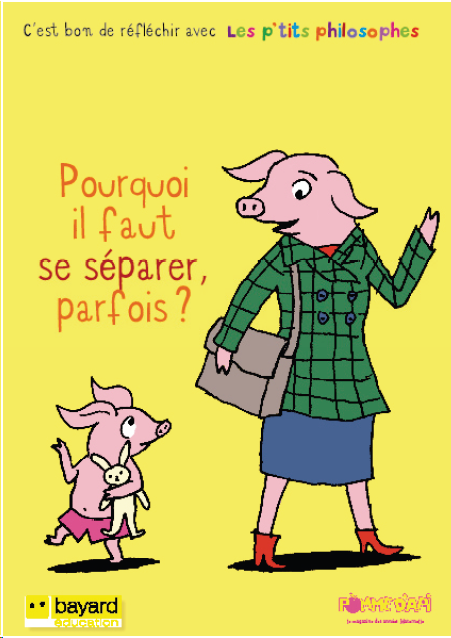 C'est bon de réfléchir avec Les p'tits philosophes
Pourquoi
il faut
se séparer,
parfois ?
bayard
éducation
POMME D'API